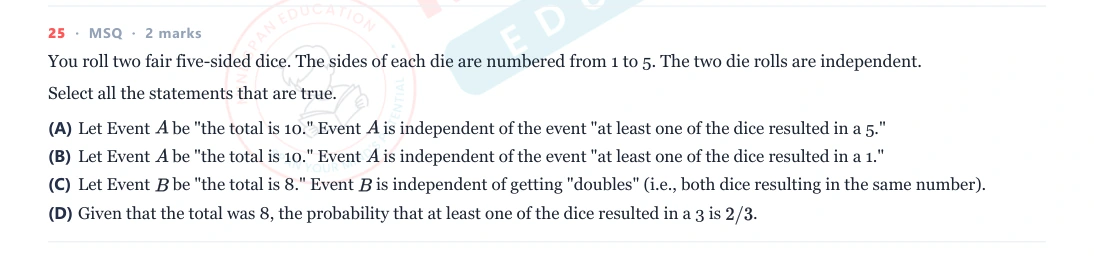 25 · MSQ · 2 marks
You roll two fair five-sided dice. The sides of each die are numbered from 1 to 5. The two die rolls are independent.
Select all the statements that are true.
(A) Let Event A be "the total is 10." Event A is independent of the event "at least one of the dice resulted in a 5."
(B) Let Event A be "the total is 10." Event A is independent of the event "at least one of the dice resulted in a 1."
(C) Let Event B be "the total is 8." Event B is independent of getting "doubles" (i.e., both dice resulting in the same number).
(D) Given that the total was 8, the probability that at least one of the dice resulted in a 3 is 2/3.